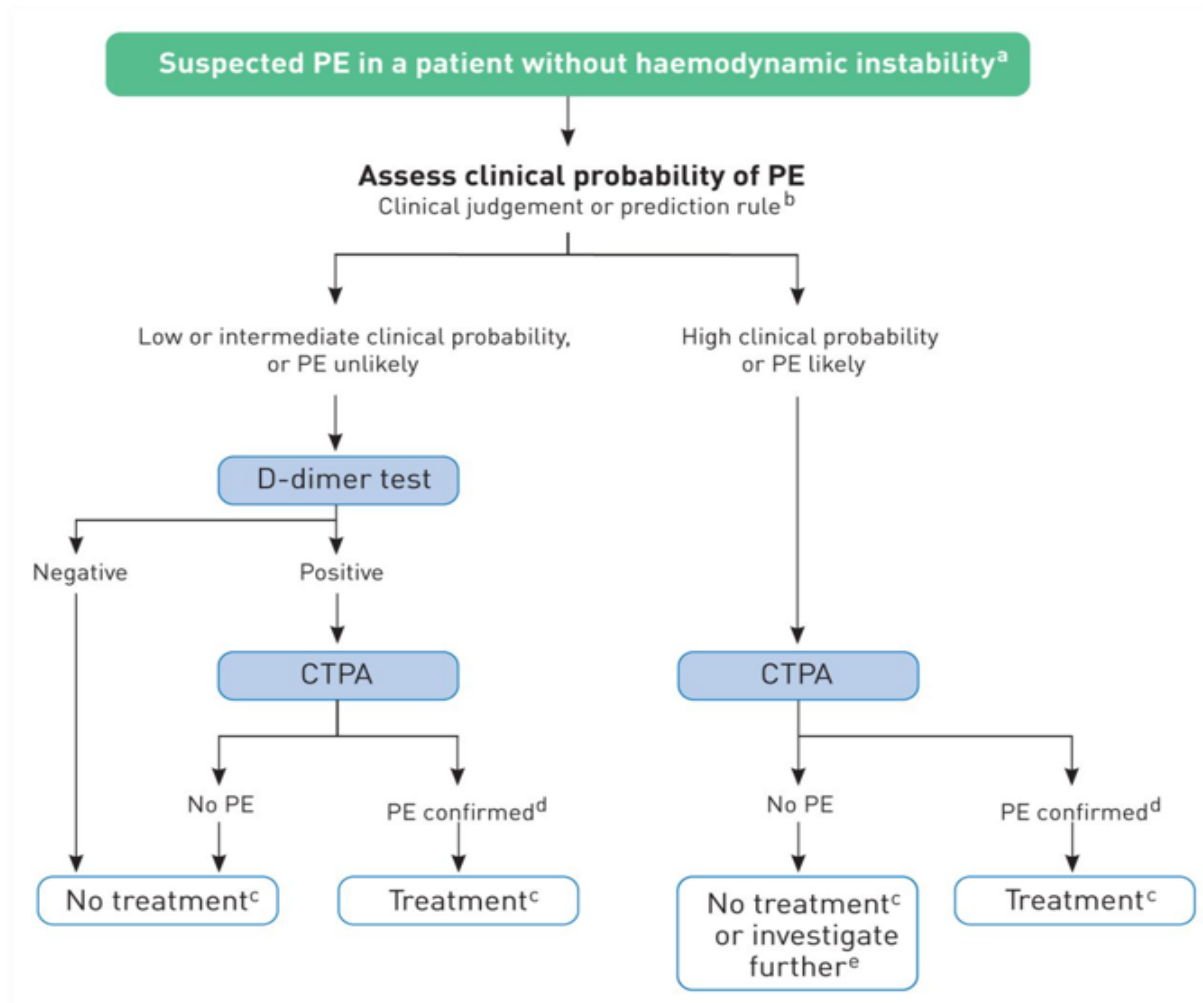 Suspected PE in a patient without haemodynamic instabilityᵃ
Assess clinical probability of PE
Clinical judgement or prediction ruleᵇ
Low or intermediate clinical probability,
or PE unlikely
High clinical probability
or PE likely
D-dimer test
Negative
Positive
CTPA
CTPA
No PE
PE confirmedᵈ
No PE
PE confirmedᵈ
No treatmentᶜ
Treatmentᶜ
No treatmentᶜ
or investigate
furtherᵉ
Treatmentᶜ